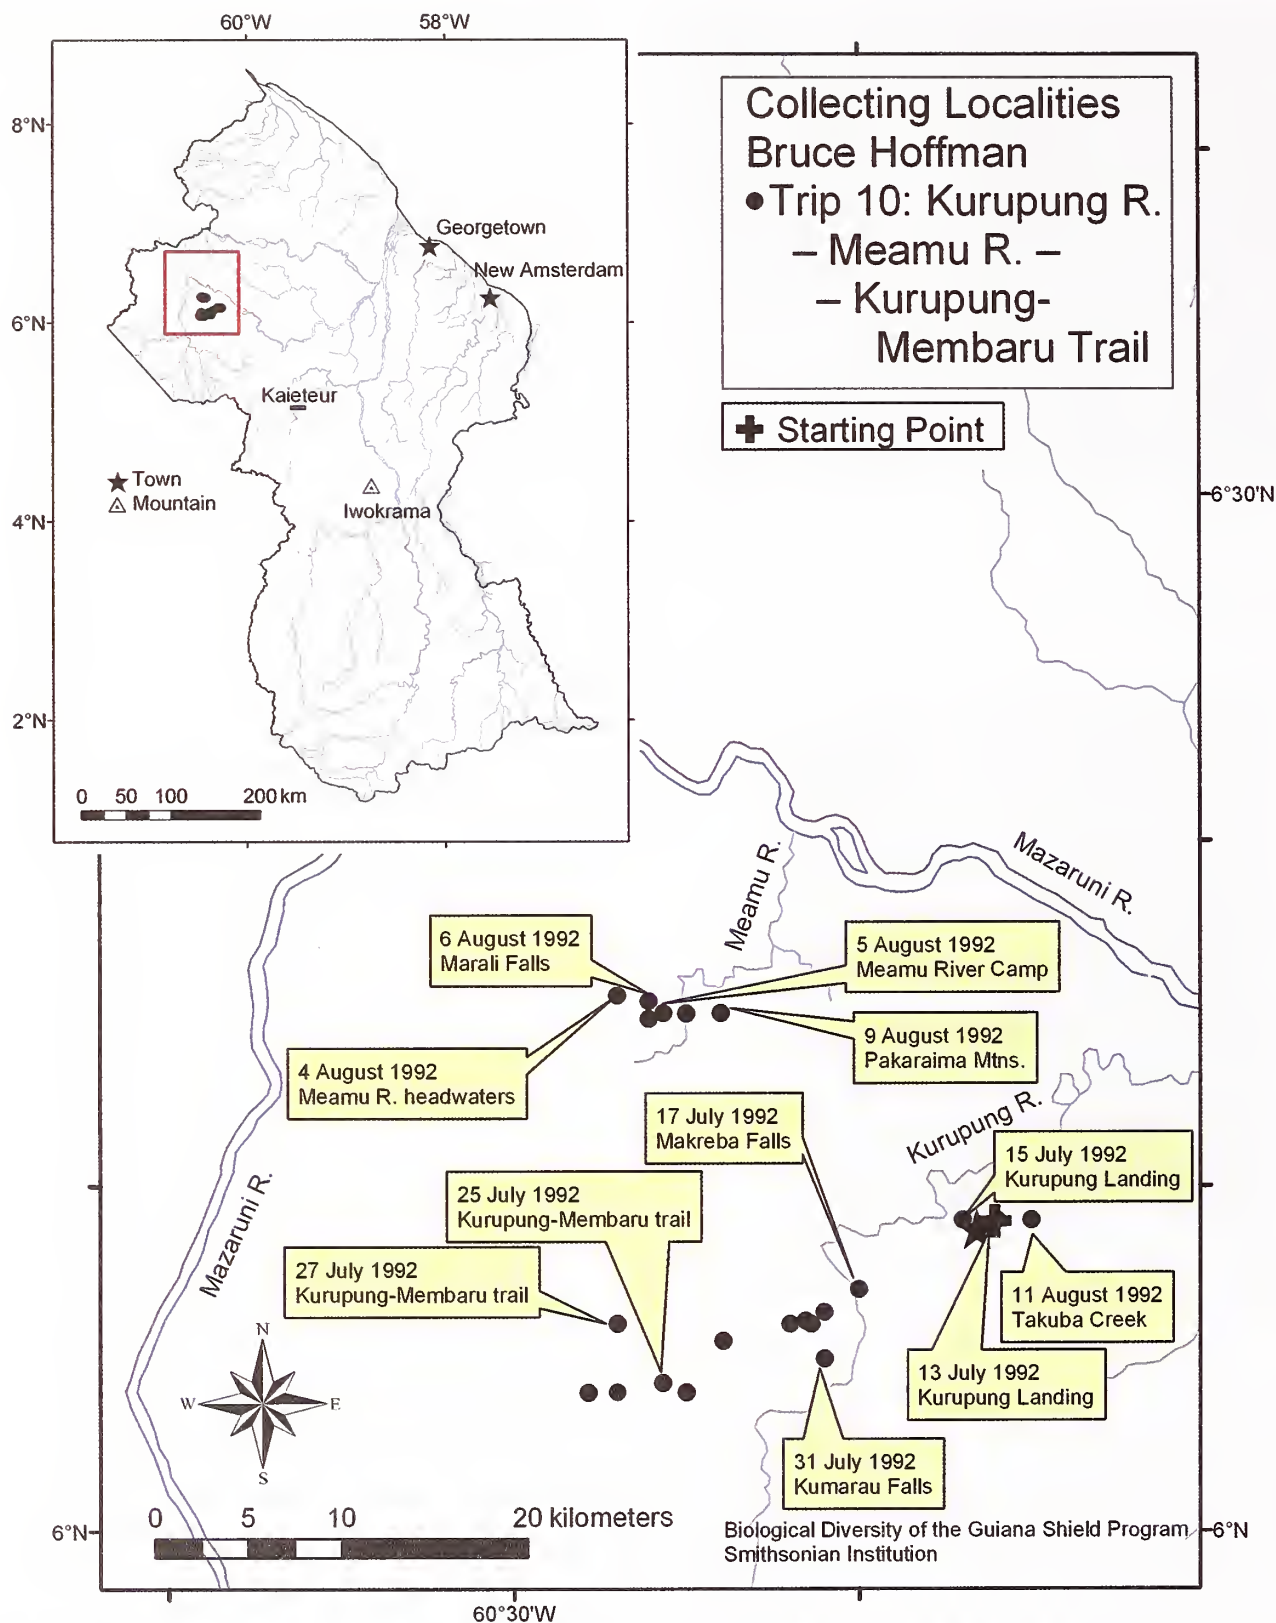 60°W
58°W
8°N
6°N
4°N
2°N
Georgetown
New Amsterdam
Kaieteur
Iwokrama
Town
Mountain
0 50 100 200 km
Collecting Localities
Bruce Hoffman
Trip 10: Kurupung R.
– Meamu R. –
– Kurupung-
Membaru Trail
Starting Point
6°30'N
Mazaruni R.
Meamu R.
6 August 1992
Marali Falls
5 August 1992
Meamu River Camp
9 August 1992
Pakaraima Mtns.
4 August 1992
Meamu R. headwaters
17 July 1992
Makreba Falls
Kurupung R.
15 July 1992
Kurupung Landing
25 July 1992
Kurupung-Membaru trail
Mazaruni R.
27 July 1992
Kurupung-Membaru trail
11 August 1992
Takuba Creek
13 July 1992
Kurupung Landing
31 July 1992
Kumarau Falls
N
W
E
S
0 5 10 20 kilometers
Biological Diversity of the Guiana Shield Program
Smithsonian Institution
6°N
6°N
60°30'W